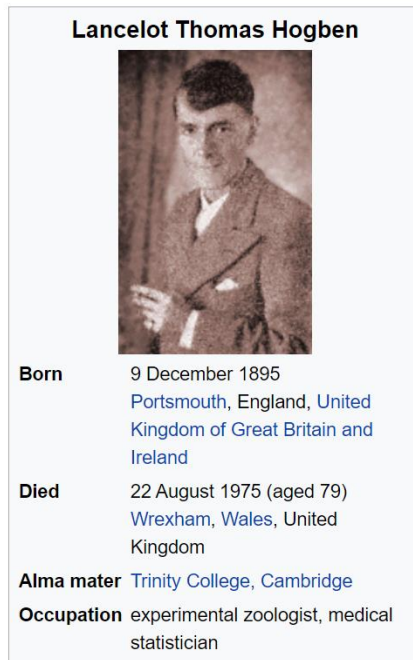 Lancelot Thomas Hogben
Born 9 December 1895
Portsmouth, England, United
Kingdom of Great Britain and
Ireland
Died 22 August 1975 (aged 79)
Wrexham, Wales, United
Kingdom
Alma mater Trinity College, Cambridge
Occupation experimental zoologist, medical
statistician